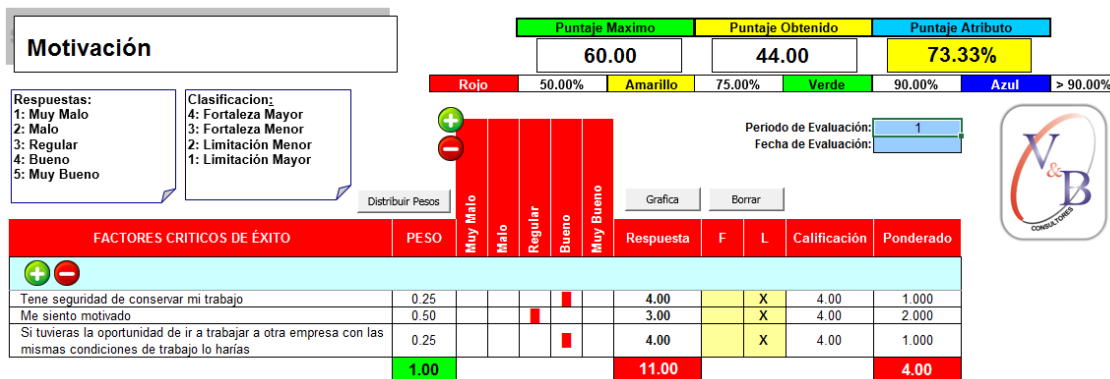 Motivación
Puntaje Maximo Puntaje Obtenido Puntaje Atributo
60.00 44.00 73.33%
Rojo 50.00% Amarillo 75.00% Verde 90.00% Azul > 90.00%
Respuestas:
1: Muy Malo
2: Malo
3: Regular
4: Bueno
5: Muy Bueno
Clasificacion:
4: Fortaleza Mayor
3: Fortaleza Menor
2: Limitación Menor
1: Limitación Mayor
Periodo de Evaluación: 1
Fecha de Evaluación:
V&B
CONSULTORES
Distribuir Pesos
Grafica Borrar
FACTORES CRITICOS DE ÉXITO PESO Muy Malo Malo Regular Bueno Muy Bueno Respuesta F L Calificación Ponderado
Tene seguridad de conservar mi trabajo 0.25 4.00 X 4.00 1.000
Me siento motivado 0.50 3.00 X 4.00 2.000
Si tuvieras la oportunidad de ir a trabajar a otra empresa con las
mismas condiciones de trabajo lo harías 0.25 4.00 X 4.00 1.000
1.00 11.00 4.00